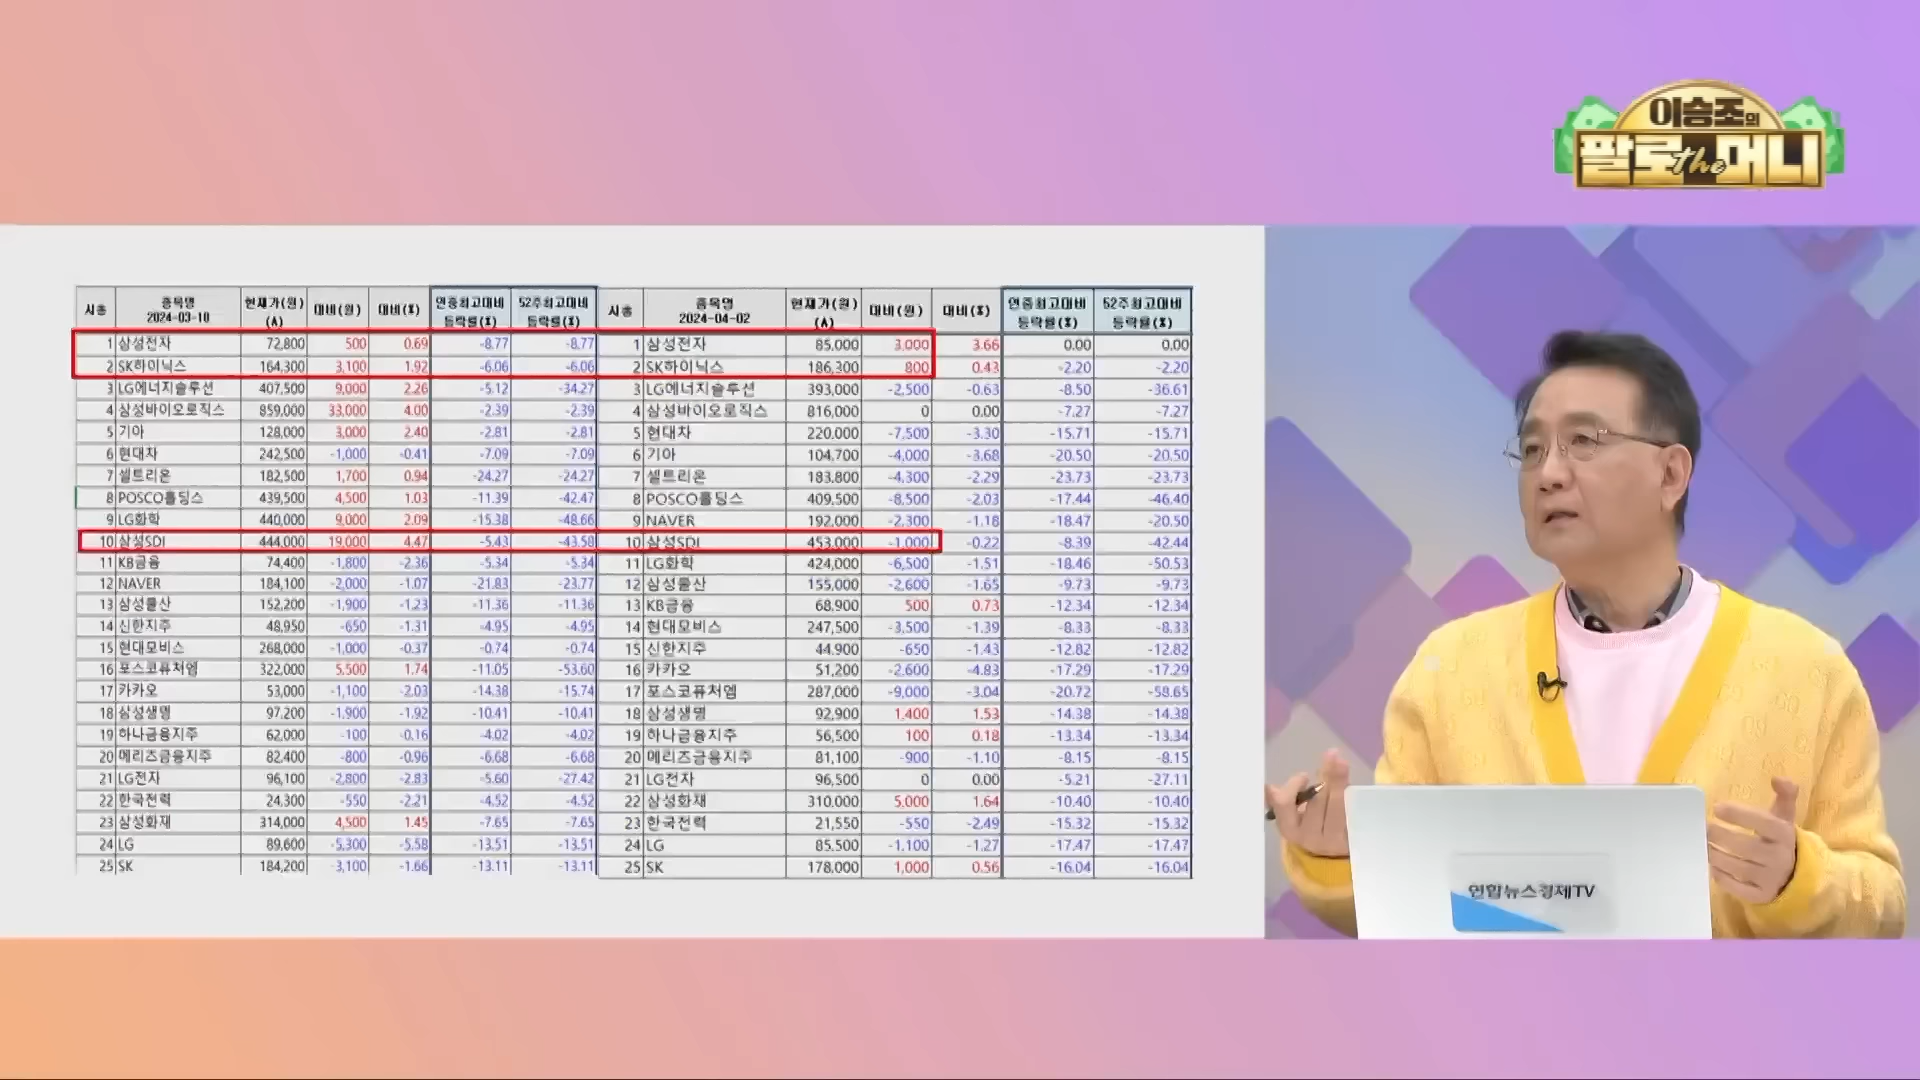 이승조의
팔로the머니
시총 종목명 현재가(원) 대비(원) 대비(%) 연중최고대비 52주최고대비 시총 종목명 현재가(원) 대비(원) 대비(%) 연중최고대비 52주최고대비
2024-03-18 (A) 등락률(%) 등락률(%) 2024-04-02 (A) 등락률(%) 등락률(%)
1 삼성전자 72,800 500 0.69 -8.77 -8.77 1 삼성전자 85,000 3,000 3.66 0.00 0.00
2 SK하이닉스 164,300 3,100 1.92 -6.06 -6.06 2 SK하이닉스 186,300 800 0.43 -2.20 -2.20
3 LG에너지솔루션 407,500 9,000 2.26 -5.12 -34.27 3 LG에너지솔루션 393,000 -2,500 -0.63 -8.50 -36.61
4 삼성바이오로직스 859,000 33,000 4.00 -2.39 -2.39 4 삼성바이오로직스 816,000 0 0.00 -7.27 -7.27
5 기아 128,000 3,000 2.40 -2.81 -2.81 5 현대차 220,000 -7,500 -3.30 -15.71 -15.71
6 현대차 242,500 -1,000 -0.41 -7.09 -7.09 6 기아 104,700 -4,000 -3.68 -20.50 -20.50
7 셀트리온 182,500 1,700 0.94 -24.27 -24.27 7 셀트리온 183,800 -4,300 -2.29 -23.73 -23.73
8 POSCO홀딩스 439,500 4,500 1.03 -11.39 -42.47 8 POSCO홀딩스 409,500 -8,500 -2.03 -17.44 -46.40
9 LG화학 440,000 9,000 2.09 -15.38 -48.66 9 NAVER 192,000 -2,300 -1.18 -18.47 -20.50
10 삼성SDI 444,000 19,000 4.47 -5.43 -43.58 10 삼성SDI 453,000 -1,000 -0.22 -8.39 -42.44
11 KB금융 74,400 -1,800 -2.36 -5.34 -5.34 11 LG화학 424,000 -6,500 -1.51 -18.46 -50.53
12 NAVER 184,100 -2,000 -1.07 -21.83 -23.77 12 삼성물산 155,000 -2,600 -1.65 -9.73 -9.73
13 삼성물산 152,200 -1,900 -1.23 -11.36 -11.36 13 KB금융 68,900 500 0.73 -12.34 -12.34
14 신한지주 48,950 -650 -1.31 -4.95 -4.95 14 현대모비스 247,500 -3,500 -1.39 -8.33 -8.33
15 현대모비스 268,000 -1,000 -0.37 -0.74 -0.74 15 신한지주 44,900 -650 -1.43 -12.82 -12.82
16 포스코퓨처엠 322,000 5,500 1.74 -11.05 -53.60 16 카카오 51,200 -2,600 -4.83 -17.29 -17.29
17 카카오 53,000 -1,100 -2.03 -14.38 -15.74 17 포스코퓨처엠 287,000 -9,000 -3.04 -20.72 -58.65
18 삼성생명 97,200 -1,900 -1.92 -10.41 -10.41 18 삼성생명 92,900 1,400 1.53 -14.38 -14.38
19 하나금융지주 62,000 -100 -0.16 -4.02 -4.02 19 하나금융지주 56,500 100 0.18 -13.34 -13.34
20 메리츠금융지주 82,400 -800 -0.96 -6.68 -6.68 20 메리츠금융지주 81,100 -900 -1.10 -8.15 -8.15
21 LG전자 96,100 -2,800 -2.83 -5.60 -27.42 21 LG전자 96,500 0 0.00 -5.21 -27.11
22 한국전력 24,300 -550 -2.21 -4.52 -4.52 22 삼성화재 310,000 5,000 1.64 -10.40 -10.40
23 삼성화재 314,000 4,500 1.45 -7.65 -7.65 23 한국전력 21,550 -550 -2.49 -15.32 -15.32
24 LG 89,600 -5,300 -5.58 -13.51 -13.51 24 LG 85,500 -1,100 -1.27 -17.47 -17.47
25 SK 184,200 -3,100 -1.66 -13.11 -13.11 25 SK 178,000 1,000 0.56 -16.04 -16.04
연합뉴스경제TV